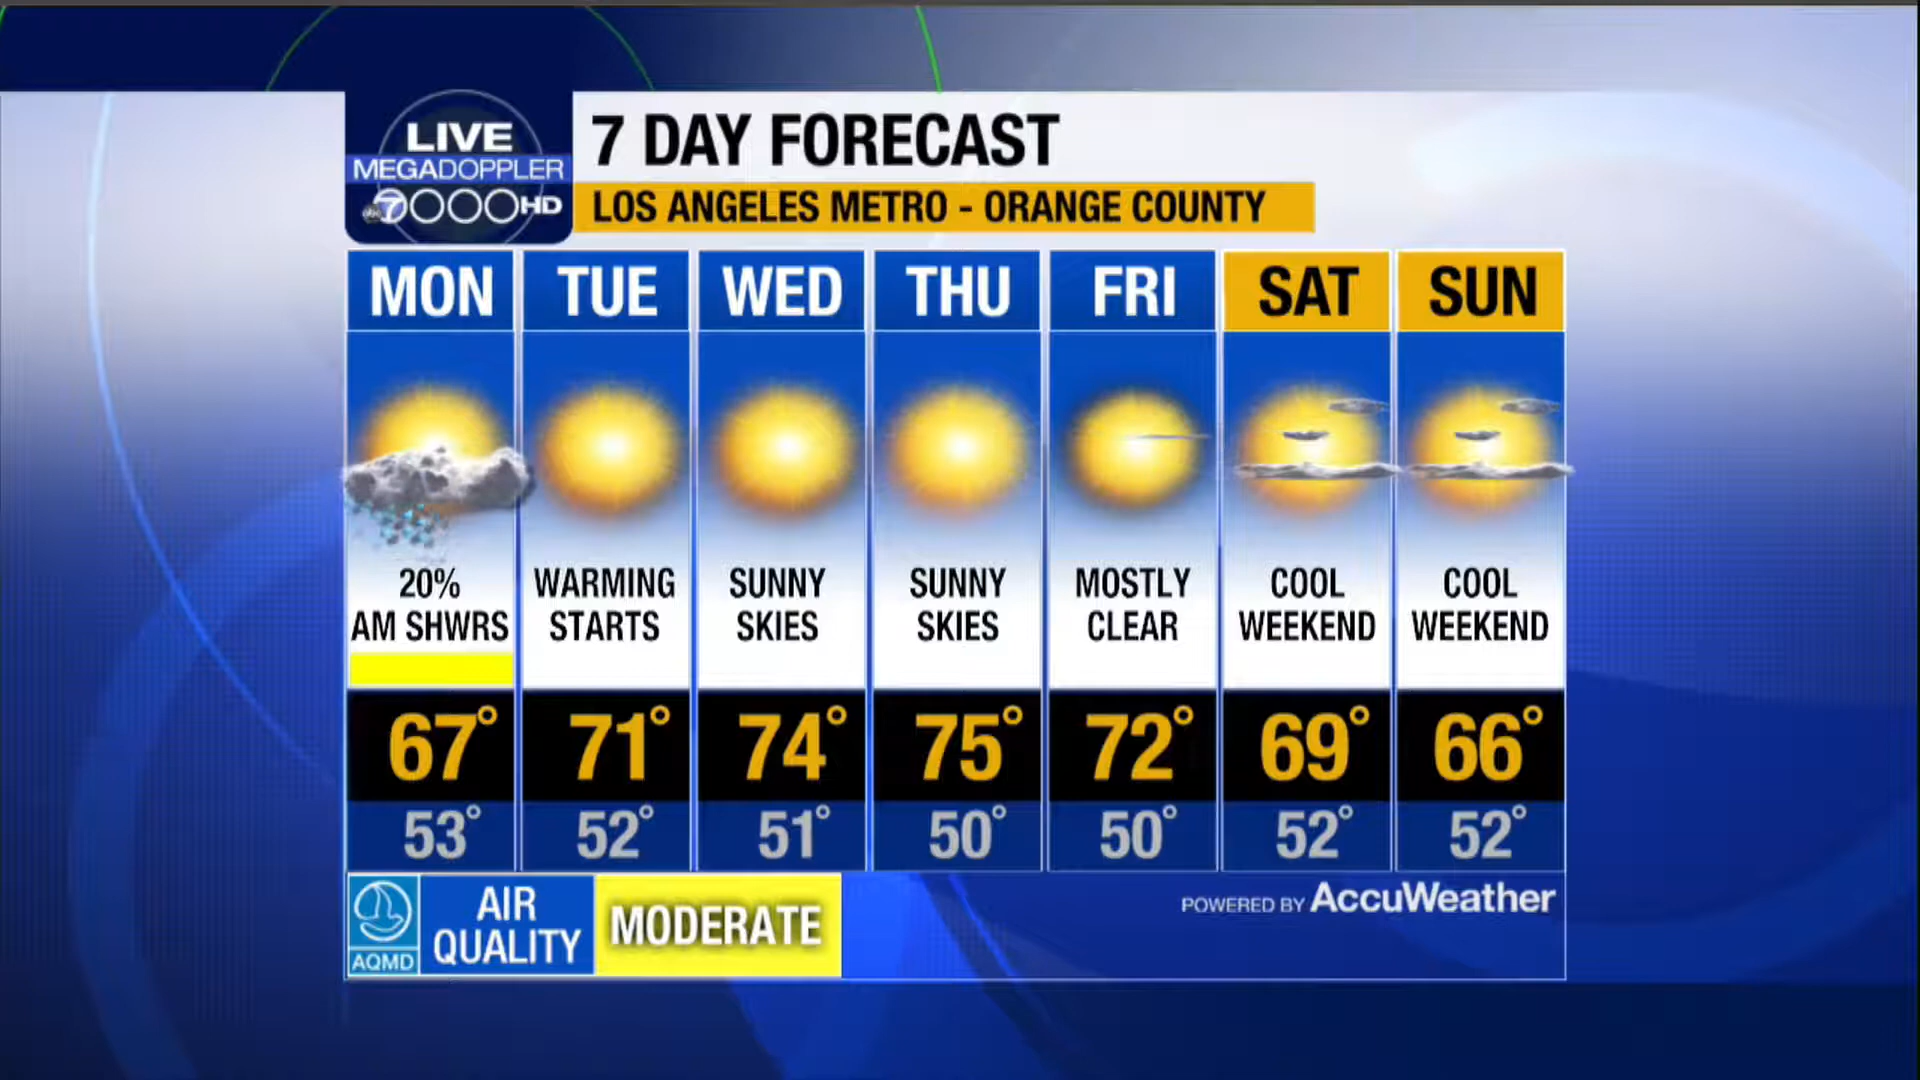 LIVE
MEGADOPPLER
abc7000HD
7 DAY FORECAST
LOS ANGELES METRO - ORANGE COUNTY
MON TUE WED THU FRI SAT SUN
20% WARMING SUNNY SUNNY MOSTLY COOL COOL
AM SHWRS STARTS SKIES SKIES CLEAR WEEKEND WEEKEND
67° 71° 74° 75° 72° 69° 66°
53° 52° 51° 50° 50° 52° 52°
AQMD
AIR
QUALITY
MODERATE
POWERED BY AccuWeather